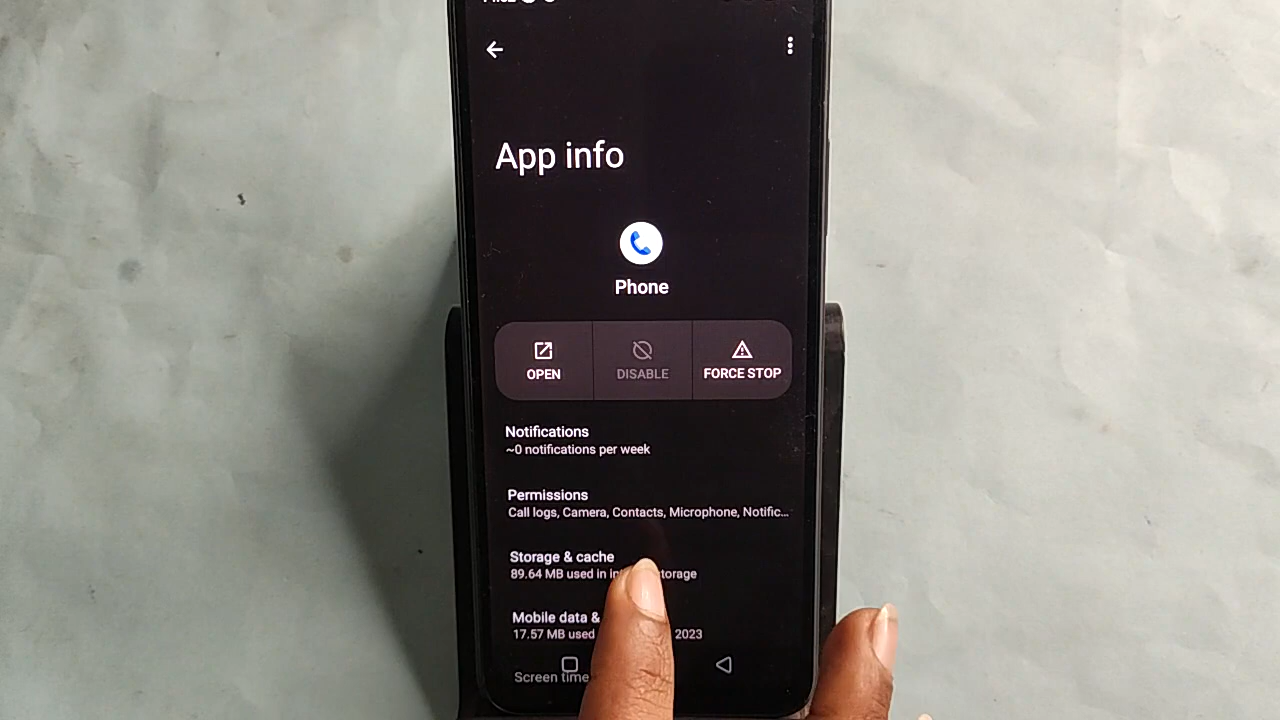 App info
Phone
OPEN
DISABLE
FORCE STOP
Notifications
~0 notifications per week
Permissions
Call logs, Camera, Contacts, Microphone, Notific...
Storage & cache
89.64 MB used in torage
Mobile data &
17.57 MB used 2023
Screen time